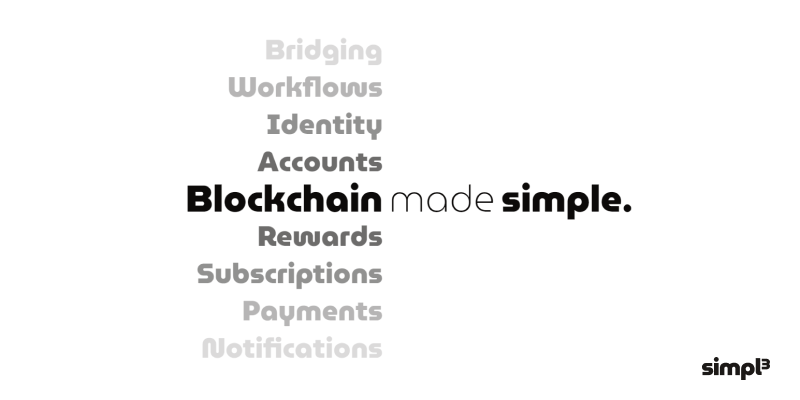 Bridging
Workflows
Identity
Accounts
Blockchain made simple.
Rewards
Subscriptions
Payments
Notifications
simpl3